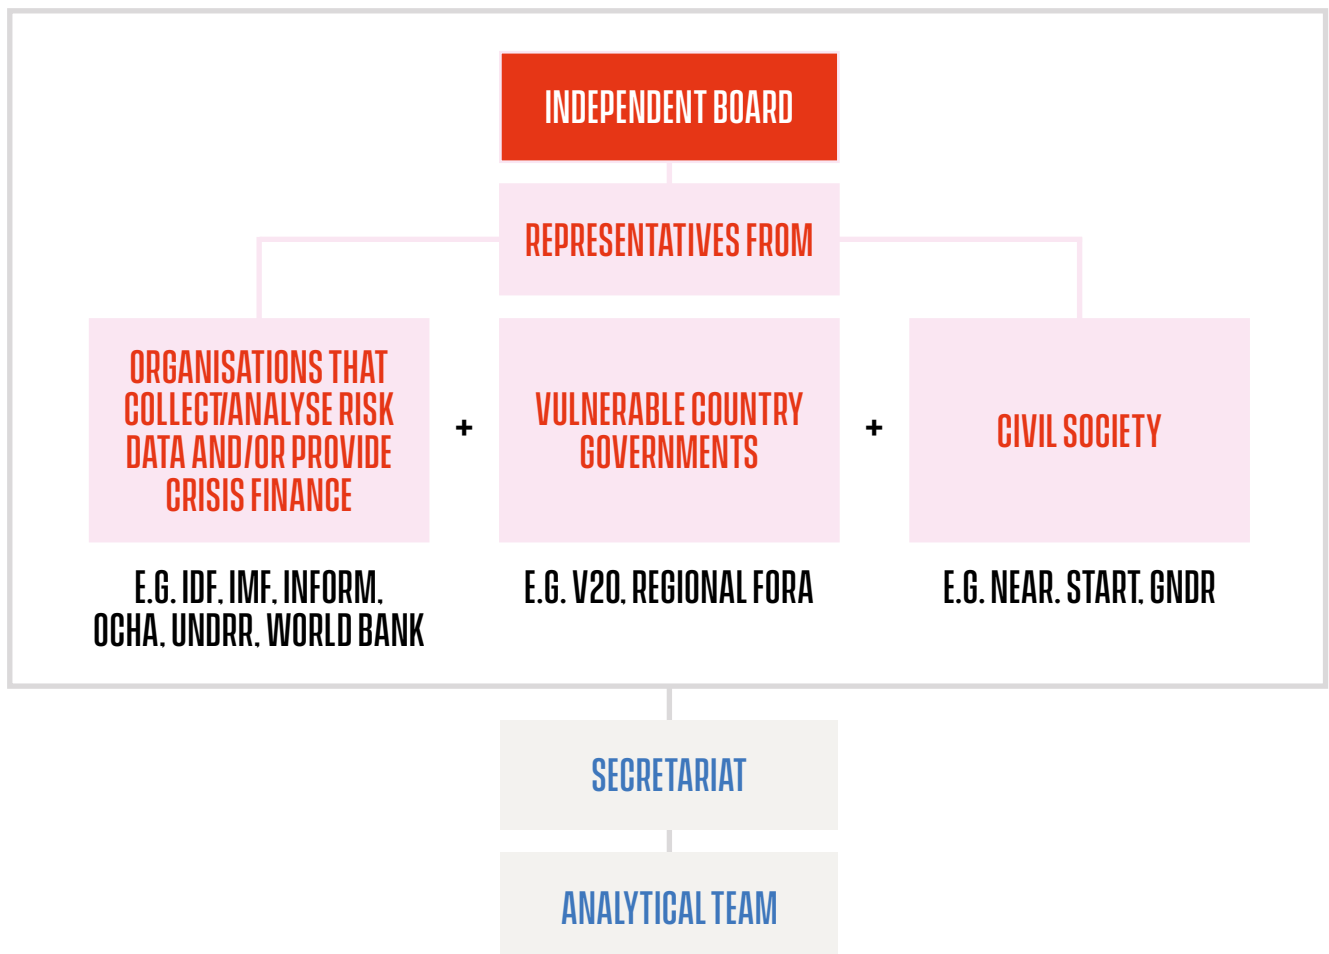 INDEPENDENT BOARD
REPRESENTATIVES FROM
ORGANISATIONS THAT
COLLECT/ANALYSE RISK
DATA AND/OR PROVIDE
CRISIS FINANCE
+
VULNERABLE COUNTRY
GOVERNMENTS
+
CIVIL SOCIETY
E.G. IDF, IMF, INFORM,
OCHA, UNDRR, WORLD BANK
E.G. V20, REGIONAL FORA
E.G. NEAR. START, GNDR
SECRETARIAT
ANALYTICAL TEAM